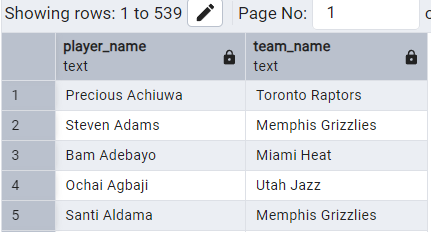 Showing rows: 1 to 539 Page No: 1
player_name team_name
text text
1 Precious Achiuwa Toronto Raptors
2 Steven Adams Memphis Grizzlies
3 Bam Adebayo Miami Heat
4 Ochai Agbaji Utah Jazz
5 Santi Aldama Memphis Grizzlies